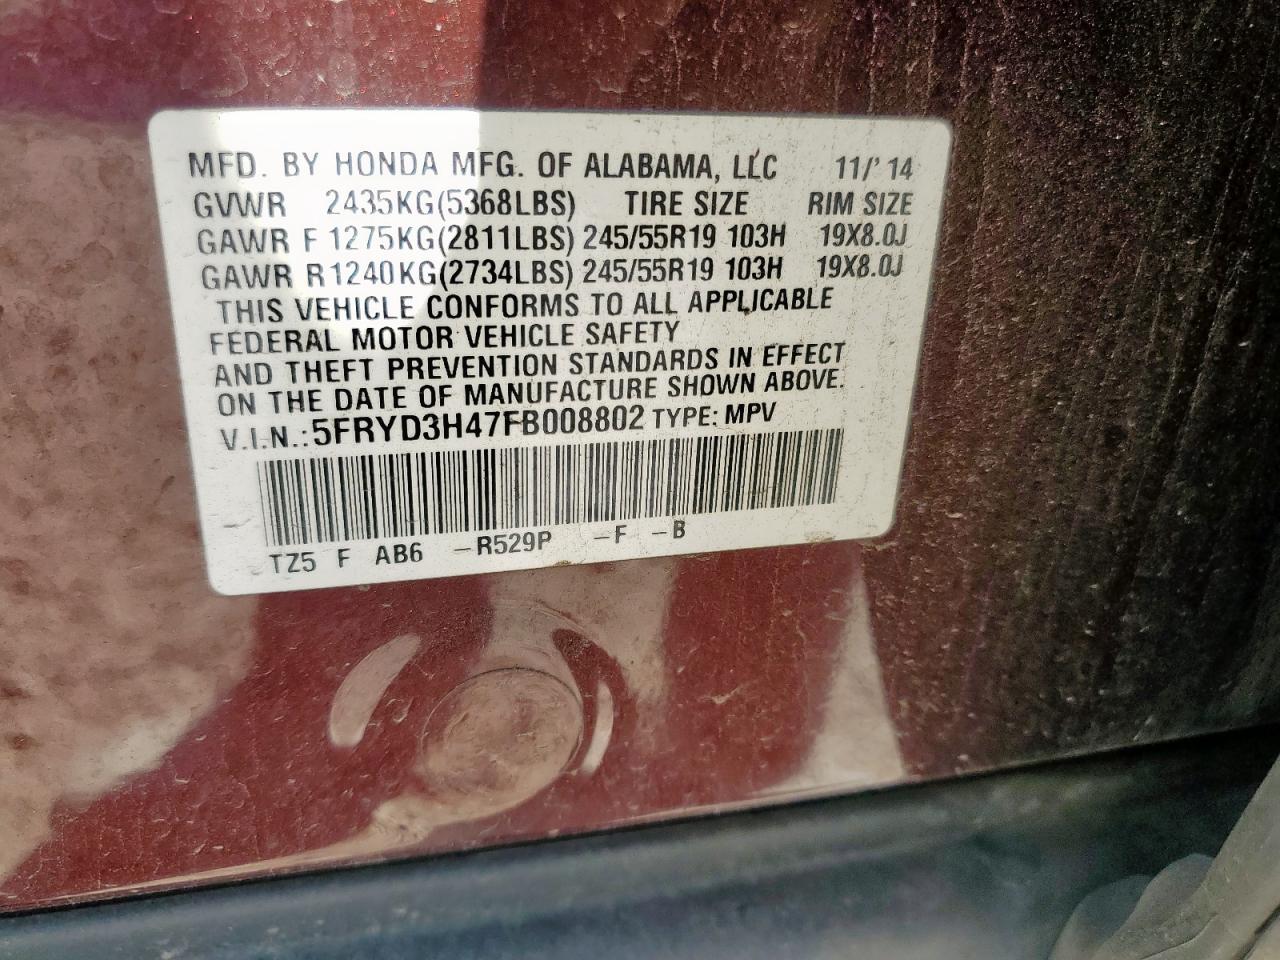 MFD. BY HONDA MFG. OF ALABAMA, LLC 11/' 14
GVWR 2435KG(5368LBS) TIRE SIZE RIM SIZE
GAWR F 1275KG(2811LBS) 245/55R19 103H 19X8.0J
GAWR R1240KG(2734LBS) 245/55R19 103H 19X8.0J
THIS VEHICLE CONFORMS TO ALL APPLICABLE
FEDERAL MOTOR VEHICLE SAFETY
AND THEFT PREVENTION STANDARDS IN EFFECT
ON THE DATE OF MANUFACTURE SHOWN ABOVE.
V.I.N.:5FRYD3H47FB008802 TYPE: MPV
TZ5 F AB6 -R529P -F -B